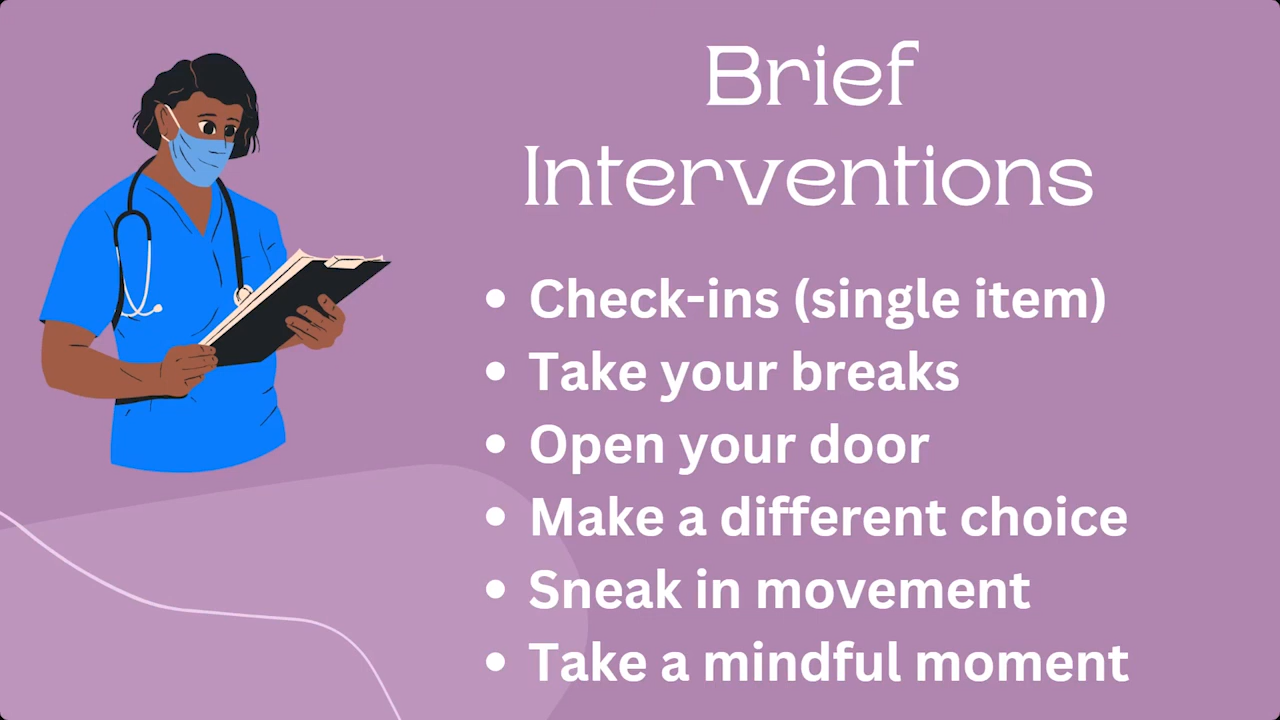 Brief
Interventions
• Check-ins (single item)
• Take your breaks
• Open your door
• Make a different choice
• Sneak in movement
• Take a mindful moment